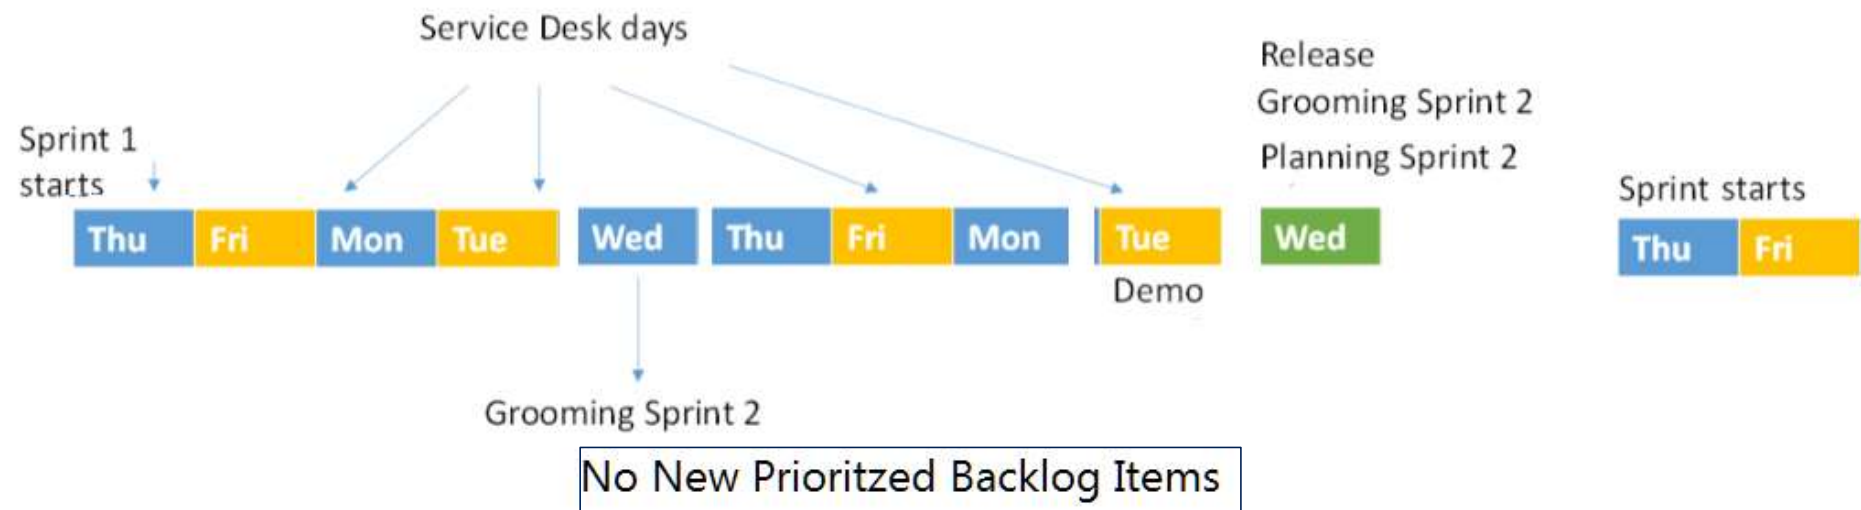 Service Desk days
Release
Grooming Sprint 2
Planning Sprint 2
Sprint 1
starts
Sprint starts
Thu Fri Mon Tue Wed Thu Fri Mon Tue Wed Thu Fri
Demo
Grooming Sprint 2
No New Prioritzed Backlog Items